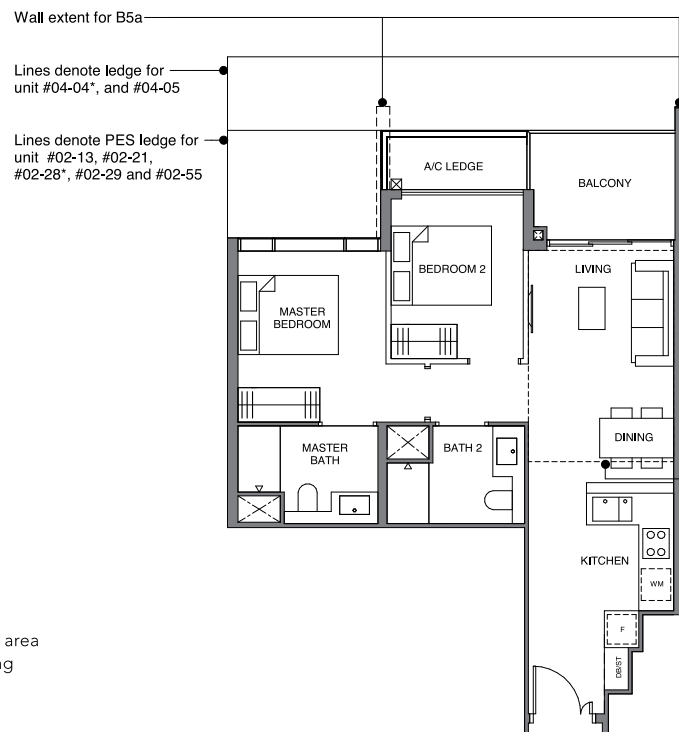 Wall extent for B5a
Lines denote ledge for
unit #04-04*, and #04-05
Lines denote PES ledge for
unit #02-13, #02-21,
#02-28*, #02-29 and #02-55
A/C LEDGE
BALCONY
BEDROOM 2
LIVING
MASTER
BEDROOM
DINING
MASTER
BATH
BATH 2
KITCHEN
WM
F
DB/ST
area